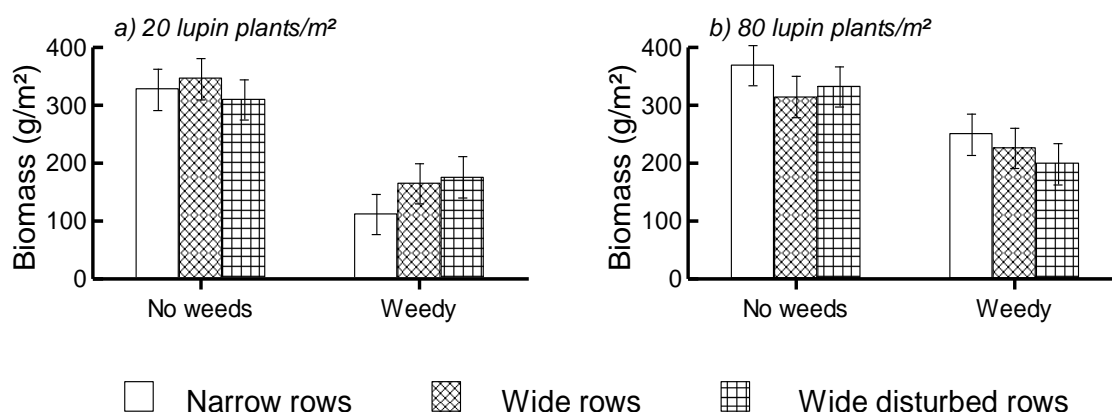 a) 20 lupin plants/m²
400
300
200
100
0
Biomass (g/m²)
No weeds
Weedy
b) 80 lupin plants/m²
400
300
200
100
0
Biomass (g/m²)
No weeds
Weedy
Narrow rows
Wide rows
Wide disturbed rows